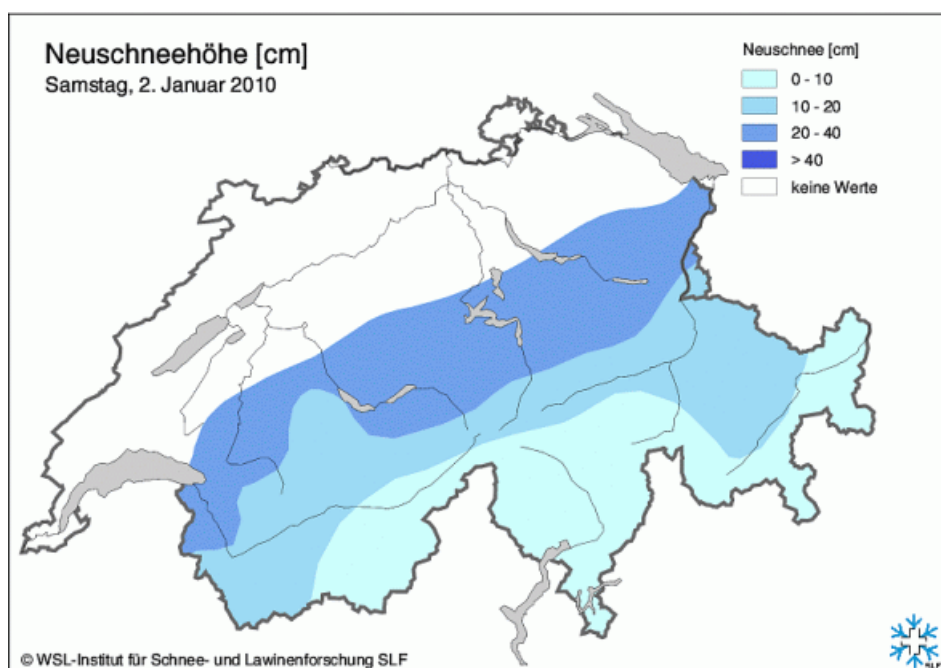 Neuschneehöhe [cm]
Samstag, 2. Januar 2010
Neuschnee [cm]
0 - 10
10 - 20
20 - 40
> 40
keine Werte
© WSL-Institut für Schnee- und Lawinenforschung SLF
SLF